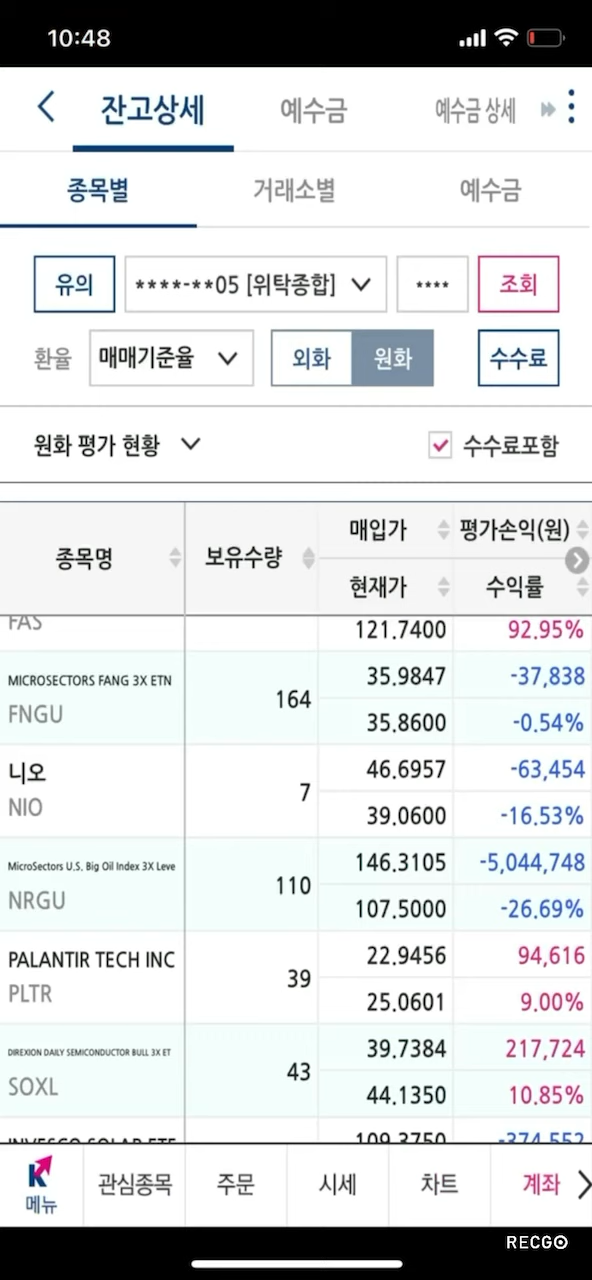 10:48
잔고상세 예수금 예수금 상세
종목별 거래소별 예수금
유의 ****-**05 [위탁종합] **** 조회
환율 매매기준율 외화 원화 수수료
원화 평가 현황 수수료포함
종목명 보유수량 매입가 평가손익(원)
현재가 수익률
FAS 121.7400 92.95%
MICROSECTORS FANG 3X ETN 164 35.9847 -37,838
FNGU 35.8600 -0.54%
니오 7 46.6957 -63,454
NIO 39.0600 -16.53%
MicroSectors U.S. Big Oil Index 3X Leve 110 146.3105 -5,044,748
NRGU 107.5000 -26.69%
PALANTIR TECH INC 39 22.9456 94,616
PLTR 25.0601 9.00%
DIREXION DAILY SEMICONDUCTOR BULL 3X ET 43 39.7384 217,724
SOXL 44.1350 10.85%
INVESCO SOLAR ETF 109.3750 -374,552
메뉴 관심종목 주문 시세 차트 계좌
RECGO